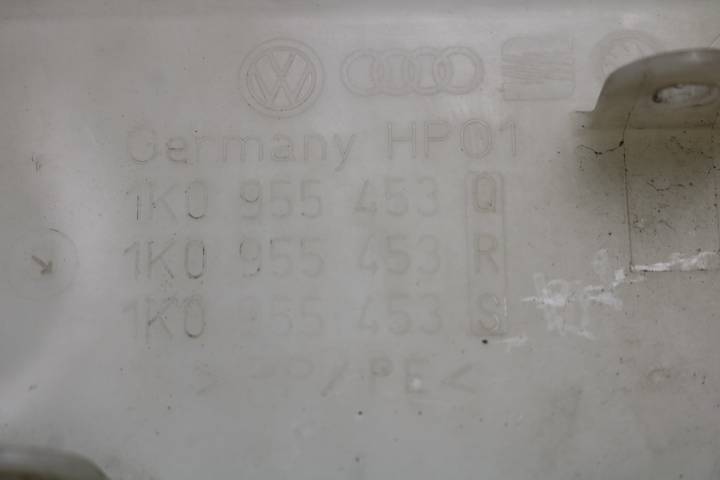 Germany HP01
1K0 955 453 Q
1K0 955 453 R
1K0 955 453 S
>PP/PE<